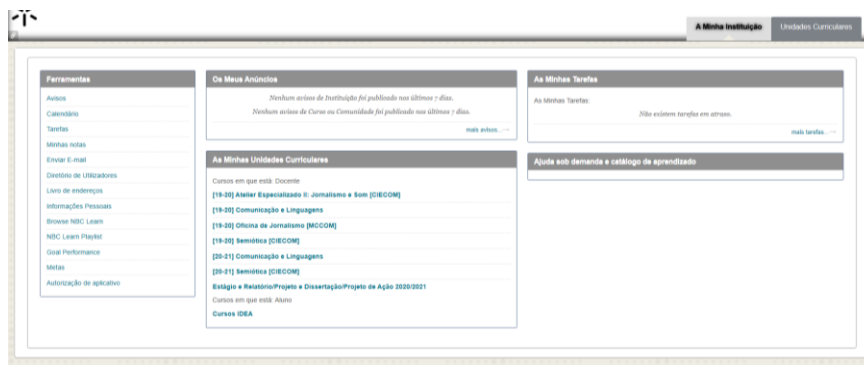 A Minha Instituição
Unidades Curriculares
Ferramentas
Avisos
Calendário
Tarefas
Minhas notas
Enviar E-mail
Diretório de Utilizadores
Livro de endereços
Informações Pessoais
Browse NBC Learn
NBC Learn Playlist
Goal Performance
Metas
Autorização de aplicativo
Os Meus Anúncios
Nenhum avisos de Instituição foi publicado nos últimos 7 dias.
Nenhum avisos de Curso ou Comunidade foi publicado nos últimos 7 dias.
mais avisos...→
As Minhas Unidades Curriculares
Cursos em que está: Docente
[19-20] Atelier Especializado II: Jornalismo e Som [CIECOM]
[19-20] Comunicação e Linguagens
[19-20] Oficina de Jornalismo [MCCOM]
[19-20] Semiótica [CIECOM]
[20-21] Comunicação e Linguagens
[20-21] Semiótica [CIECOM]
Estágio e Relatório/Projeto e Dissertação/Projeto de Ação 2020/2021
Cursos em que está: Aluno
Cursos IDEA
As Minhas Tarefas
As Minhas Tarefas:
Não existem tarefas em atraso.
mais tarefas...→
Ajuda sob demanda e catálogo de aprendizado